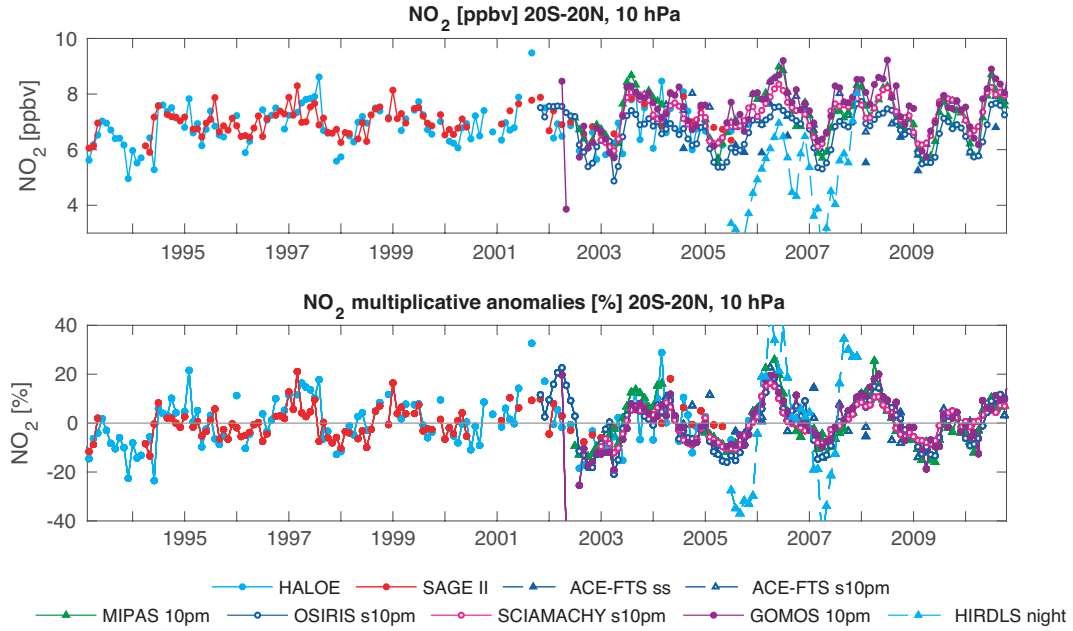 NO2 [ppbv] 20S-20N, 10 hPa
10
8
6
4
NO2 [ppbv]
1995 1997 1999 2001 2003 2005 2007 2009
NO2 multiplicative anomalies [%] 20S-20N, 10 hPa
40
20
0
-20
-40
NO2 [%]
1995 1997 1999 2001 2003 2005 2007 2009
HALOE SAGE II ACE-FTS ss ACE-FTS s10pm
MIPAS 10pm OSIRIS s10pm SCIAMACHY s10pm GOMOS 10pm HIRDLS night